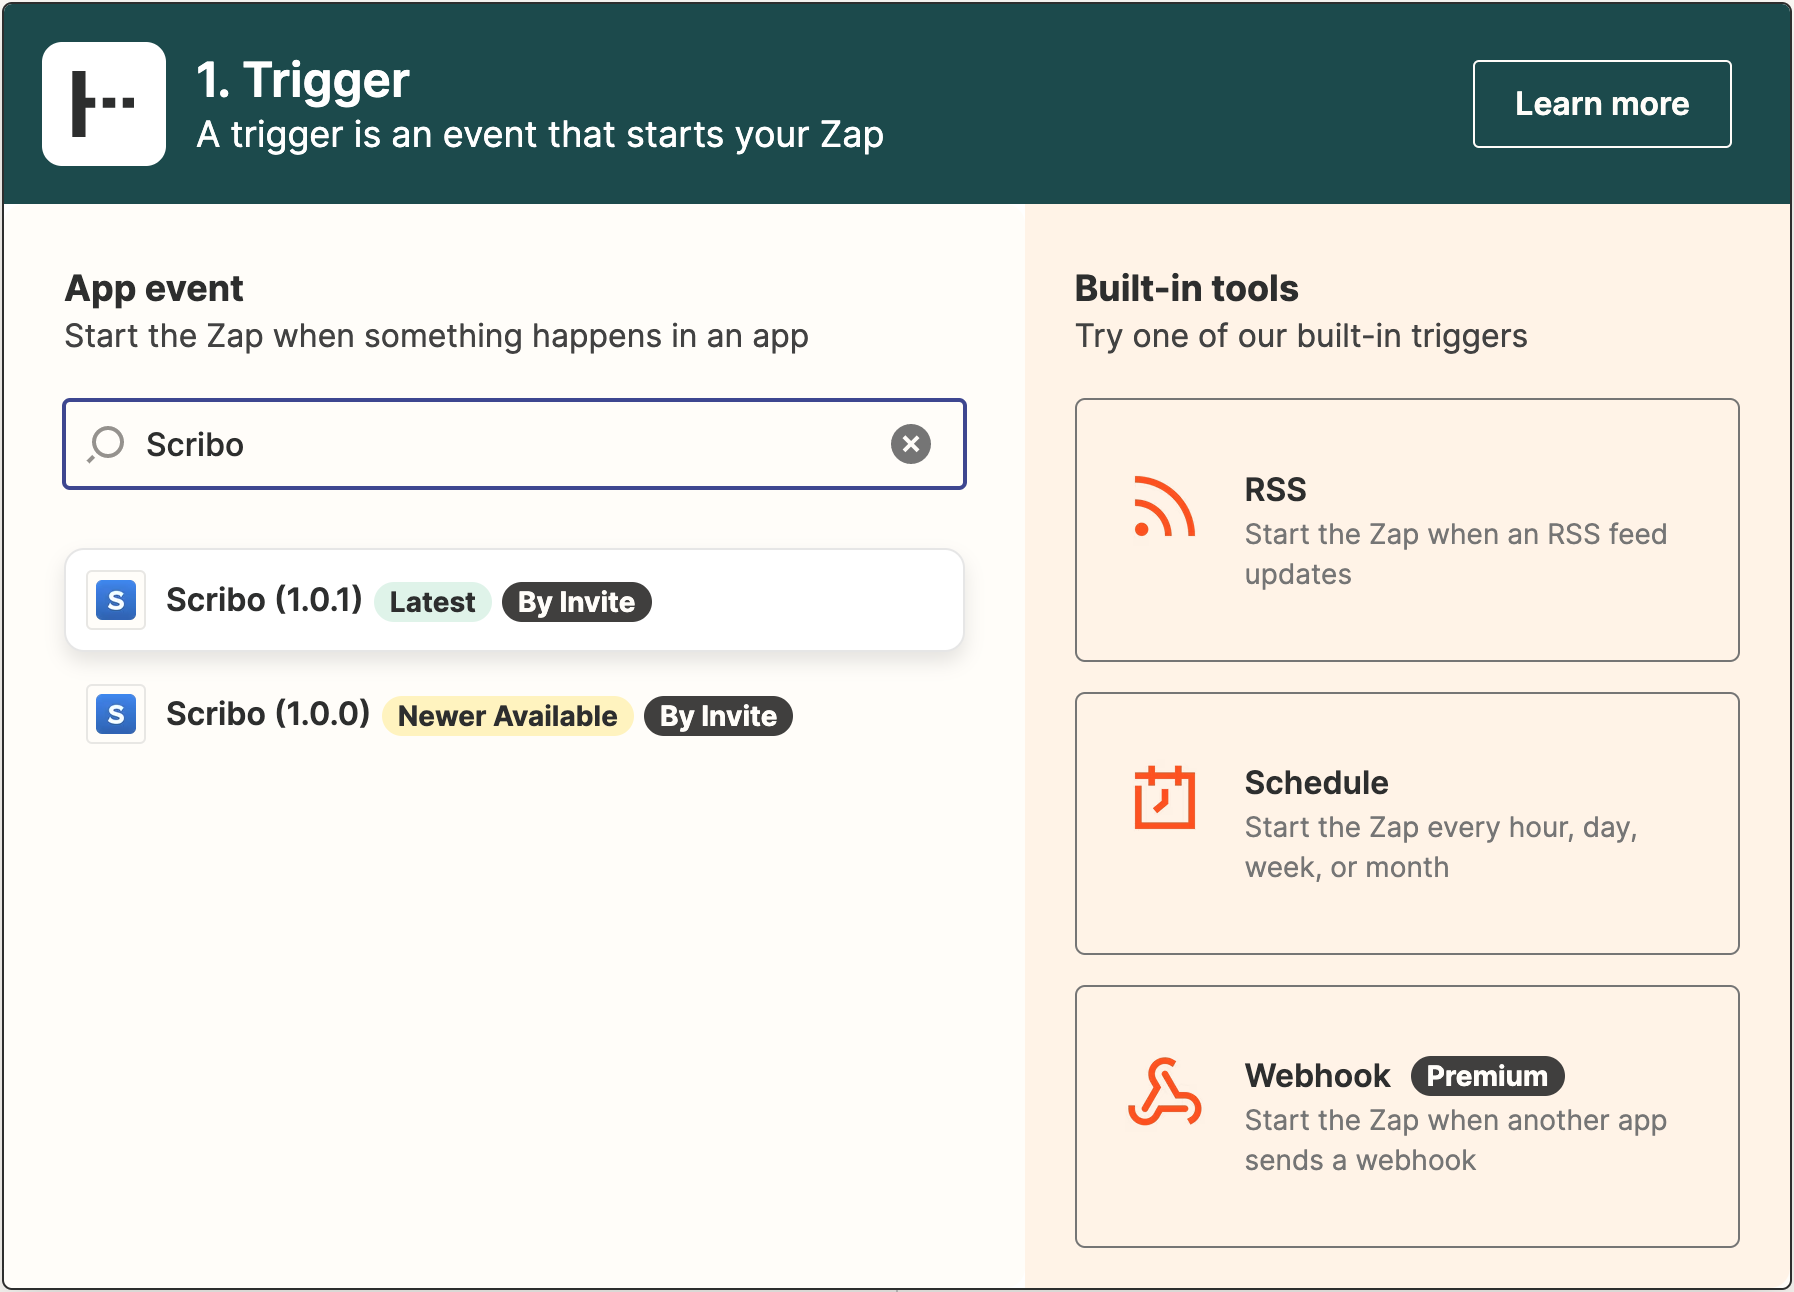 1. Trigger
A trigger is an event that starts your Zap
Learn more
App event
Start the Zap when something happens in an app
Scribo
S Scribo (1.0.1) Latest By Invite
S Scribo (1.0.0) Newer Available By Invite
Built-in tools
Try one of our built-in triggers
RSS
Start the Zap when an RSS feed
updates
Schedule
Start the Zap every hour, day,
week, or month
Webhook Premium
Start the Zap when another app
sends a webhook